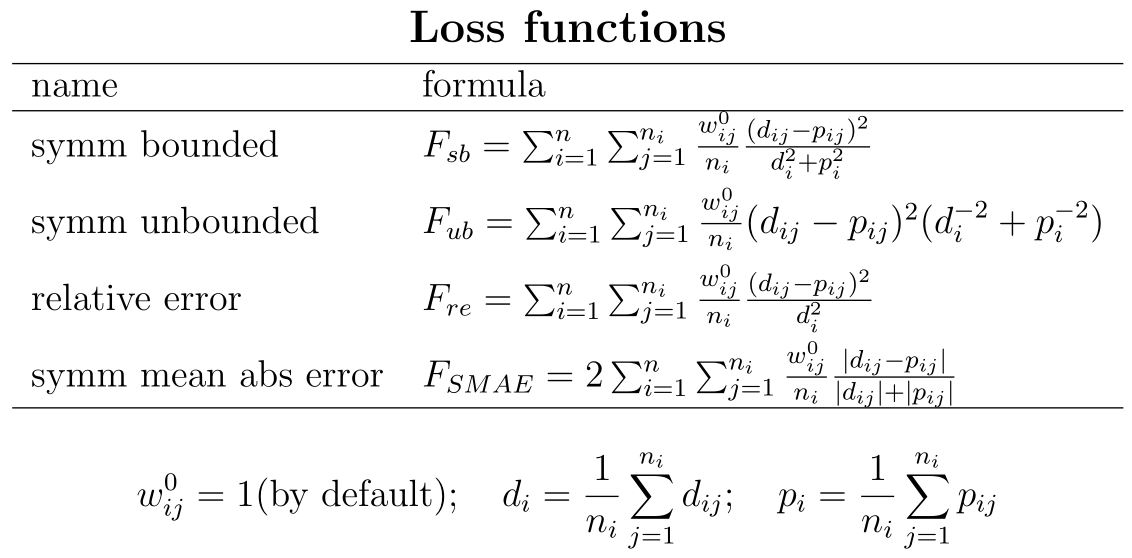 Loss functions
name formula
symm bounded $F_{sb} = \sum_{i=1}^{n} \sum_{j=1}^{n_i} \frac{w_{ij}^0}{n_i} \frac{(d_{ij}-p_{ij})^2}{d_i^2+p_i^2}$
symm unbounded $F_{ub} = \sum_{i=1}^{n} \sum_{j=1}^{n_i} \frac{w_{ij}^0}{n_i} (d_{ij} - p_{ij})^2 (d_i^{-2} + p_i^{-2})$
relative error $F_{re} = \sum_{i=1}^{n} \sum_{j=1}^{n_i} \frac{w_{ij}^0}{n_i} \frac{(d_{ij}-p_{ij})^2}{d_i^2}$
symm mean abs error $F_{SMAE} = 2 \sum_{i=1}^{n} \sum_{j=1}^{n_i} \frac{w_{ij}^0}{n_i} \frac{|d_{ij}-p_{ij}|}{|d_{ij}|+|p_{ij}|}$
$w_{ij}^0 = 1$(by default); $d_i = \frac{1}{n_i} \sum_{j=1}^{n_i} d_{ij}$; $p_i = \frac{1}{n_i} \sum_{j=1}^{n_i} p_{ij}$